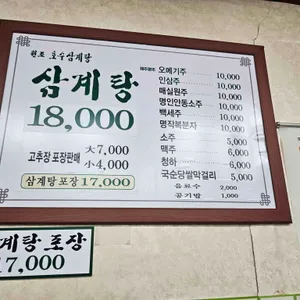 원조 호수삼계탕
삼계탕
18,000
고추장 포장판매 大 7,000
小 4,000
삼계탕포장 17,000
제주명주 오메기주 10,000
인삼주 10,000
매실원주 10,000
명인안동소주 10,000
백세주 10,000
명작복분자 10,000
소주 5,000
맥주 6,000
청하 6,000
국순당쌀막걸리 5,000
음료수 2,000
공기밥 1,000
계탕포장
17,000